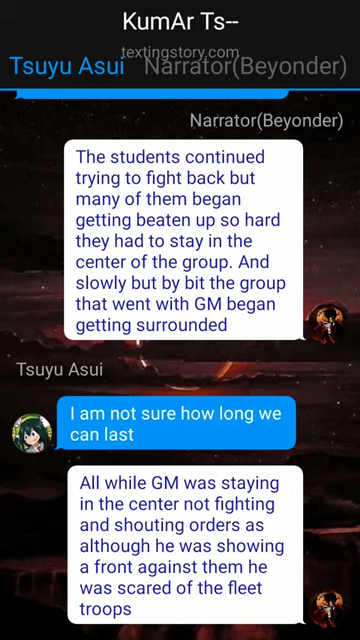 KumAr Ts--
textingstory.com
Tsuyu Asui Narrator(Beyonder)
Narrator(Beyonder)
The students continued
trying to fight back but
many of them began
getting beaten up so hard
they had to stay in the
center of the group. And
slowly but by bit the group
that went with GM began
getting surrounded
Tsuyu Asui
I am not sure how long we
can last
All while GM was staying
in the center not fighting
and shouting orders as
although he was showing
a front against them he
was scared of the fleet
troops